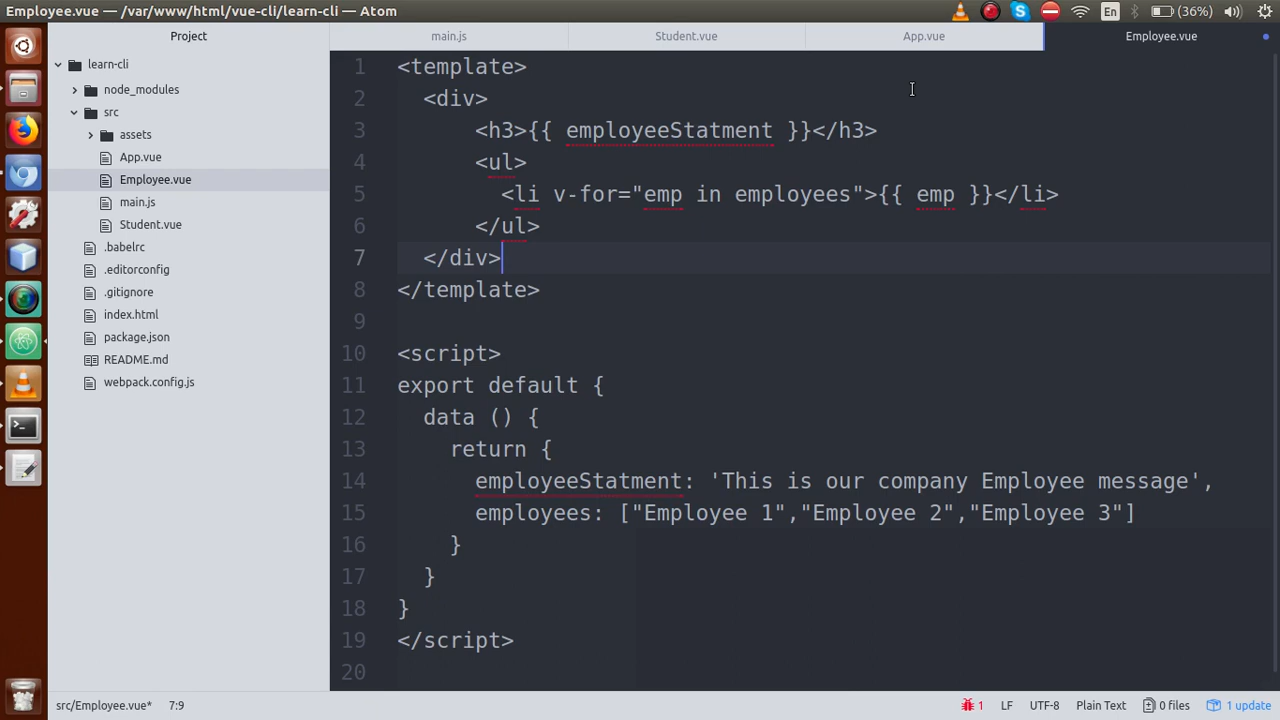 Employee.vue — /var/www/html/vue-cli/learn-cli — Atom
En
(36%)
Project
main.js
Student.vue
App.vue
Employee.vue
learn-cli
node_modules
src
assets
App.vue
Employee.vue
main.js
Student.vue
.babelrc
.editorconfig
.gitignore
index.html
package.json
README.md
webpack.config.js
1 <template>
2 <div>
3 <h3>{{ employeeStatment }}</h3>
4 <ul>
5 <li v-for="emp in employees">{{ emp }}</li>
6 </ul>
7 </div>
8 </template>
9
10 <script>
11 export default {
12 data () {
13 return {
14 employeeStatment: 'This is our company Employee message',
15 employees: ["Employee 1","Employee 2","Employee 3"]
16 }
17 }
18 }
19 </script>
20
src/Employee.vue* 7:9
1 LF UTF-8 Plain Text 0 files 1 update